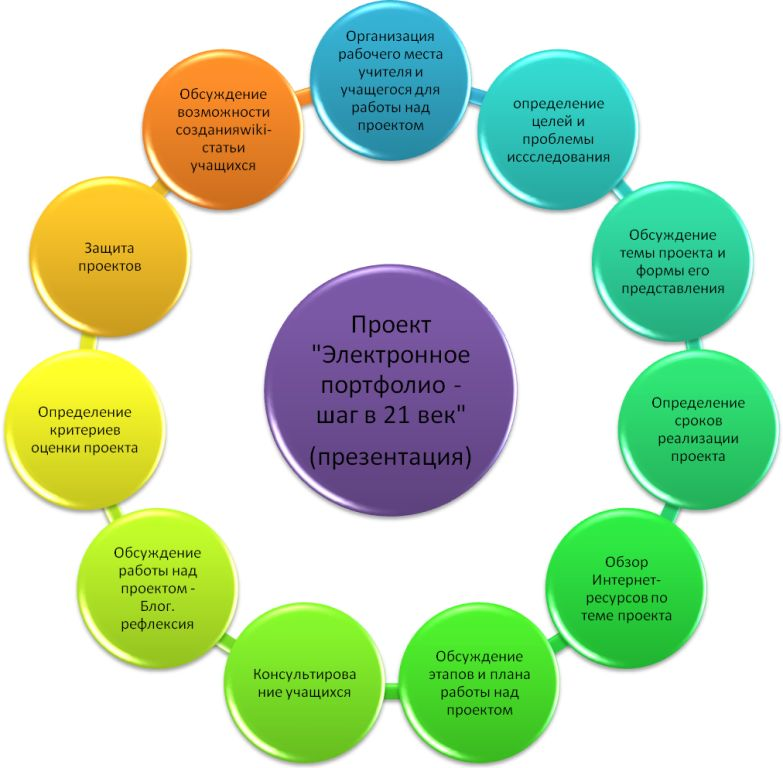 Организация
рабочего места
учителя и
учащегося для
работы над
проектом
определение
целей и
проблемы
иссследования
Обсуждение
темы проекта и
формы его
представления
Определение
сроков
реализации
проекта
Обзор
Интернет-
ресурсов по
теме проекта
Обсуждение
этапов и плана
работы над
проектом
Консультирова
ние учащихся
Обсуждение
работы над
проектом -
Блог.
рефлексия
Определение
критериев
оценки проекта
Защита
проектов
Обсуждение
возможности
созданияwiki-
статьи
учащихся
Проект
"Электронное
портфолио -
шаг в 21 век"
(презентация)